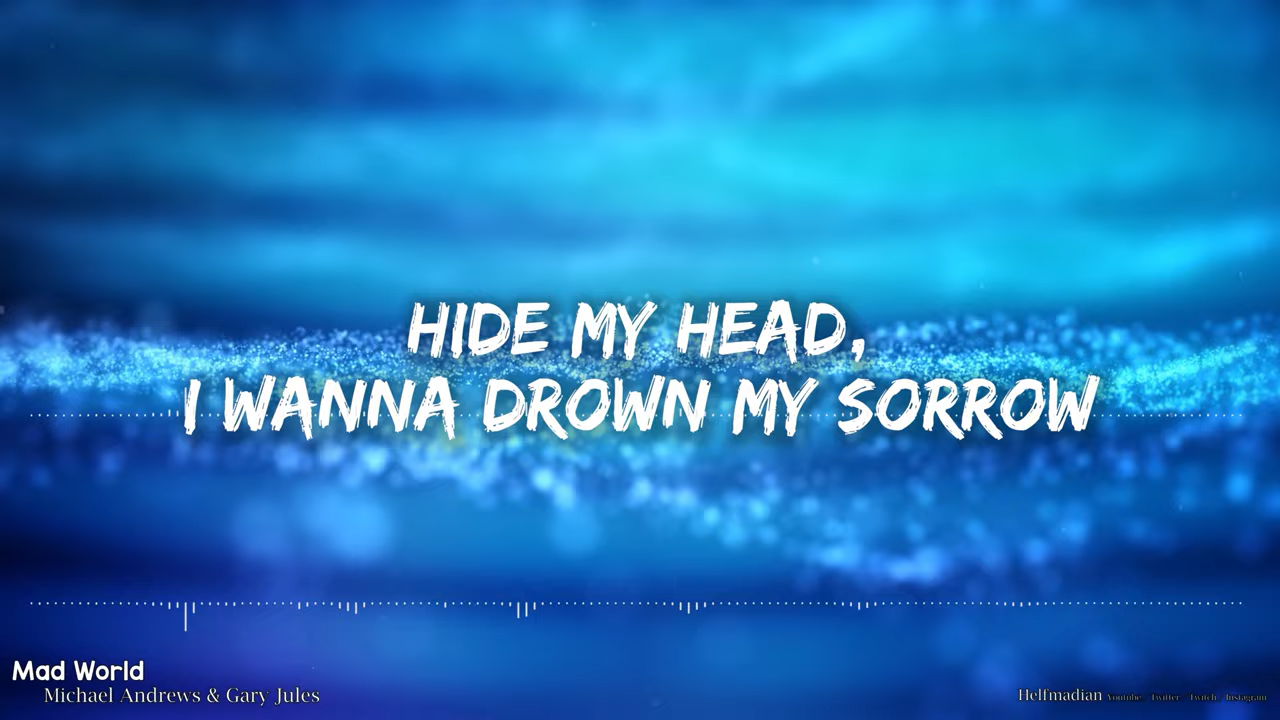 HIDE MY HEAD,
I WANNA DROWN MY SORROW
Mad World
Michael Andrews & Gary Jules
Helfmadian Youtube Twitter Twitch Instagram